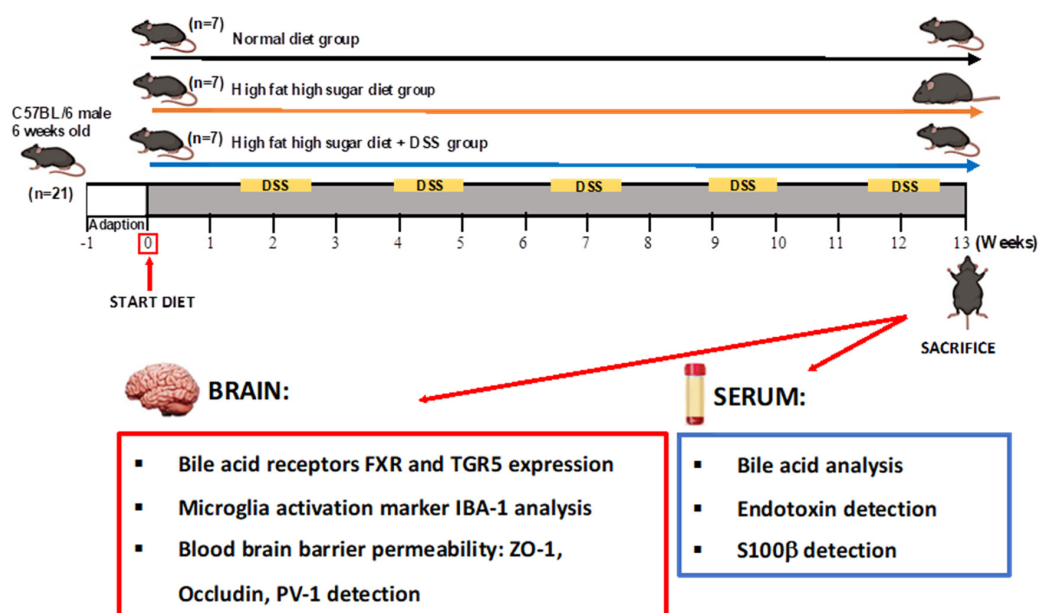 (n=7)
Normal diet group
(n=7)
High fat high sugar diet group
C57BL/6 male
6 weeks old
(n=7)
High fat high sugar diet + DSS group
(n=21)
DSS DSS DSS DSS DSS
Adaption
-1 0 1 2 3 4 5 6 7 8 9 10 11 12 13 (Weeks)
START DIET
SACRIFICE
BRAIN:
▪ Bile acid receptors FXR and TGR5 expression
▪ Microglia activation marker IBA-1 analysis
▪ Blood brain barrier permeability: ZO-1,
Occludin, PV-1 detection
SERUM:
▪ Bile acid analysis
▪ Endotoxin detection
▪ S100β detection